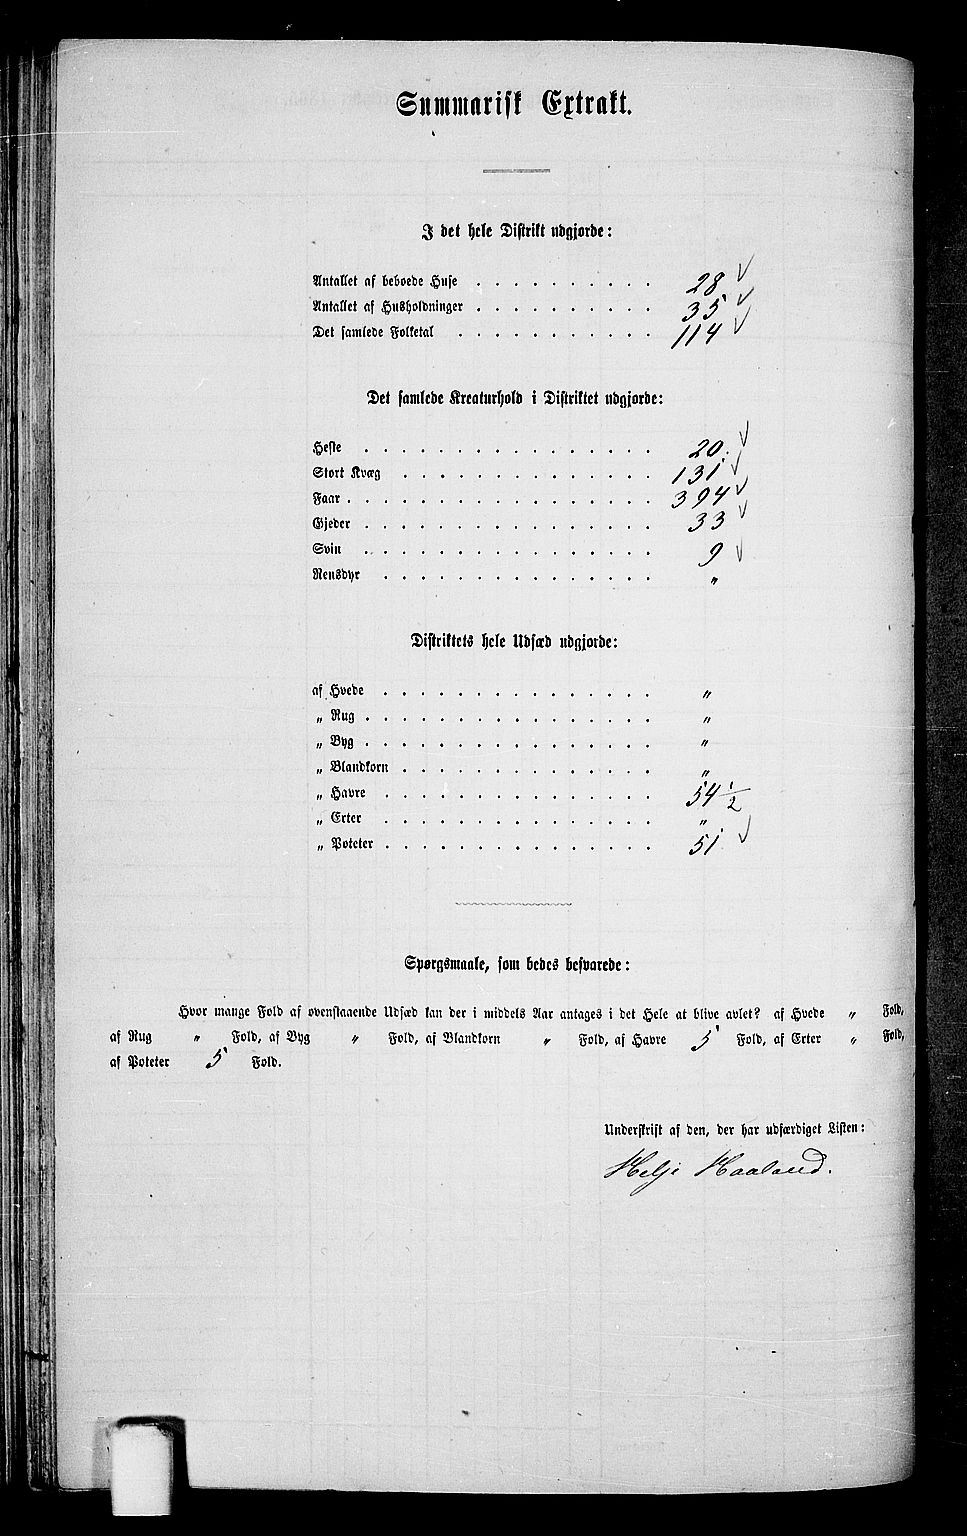 Summarisk Extrakt.
I det hele Distrikt udgjorde:
Antallet af beboede Huse . . . . . . . . . . 28 ✓
Antallet af Husholdninger . . . . . . . . . . 35 ✓
Det samlede Folketal . . . . . . . . . . . 114 ✓
Det samlede Kreaturhold i Distriktet udgjorde:
Heste . . . . . . . . . . . . . . . . 20. ✓
Stort Kvæg . . . . . . . . . . . . . . 131 ✓
Faar . . . . . . . . . . . . . . . . . 394 ✓
Gjeder . . . . . . . . . . . . . . . . 33 ✓
Svin . . . . . . . . . . . . . . . . 9 ✓
Rensdyr . . . . . . . . . . . . . . . "
Distriktets hele Udsæd udgjorde:
af Hvede . . . . . . . . . . . . . . . "
„ Rug . . . . . . . . . . . . . . . . "
„ Byg . . . . . . . . . . . . . . . . "
„ Blandkorn . . . . . . . . . . . . . . "
„ Havre . . . . . . . . . . . . . . . 54 1/2
„ Erter . . . . . . . . . . . . . . . "
„ Poteter . . . . . . . . . . . . . . . 51 ✓
Spørgsmaale, som bedes besvarede:
Hvor mange Fold af ovenstaaende Udsæd kan der i middels Aar antages i det Hele at blive avlet? af Hvede " Fold,
af Rug " Fold, af Byg " Fold, af Blandkorn " Fold, af Havre 5 Fold, af Erter " Fold,
af Poteter 5 Fold.
Underskrift af den, der har udfærdiget Listen:
Helje Haaland.